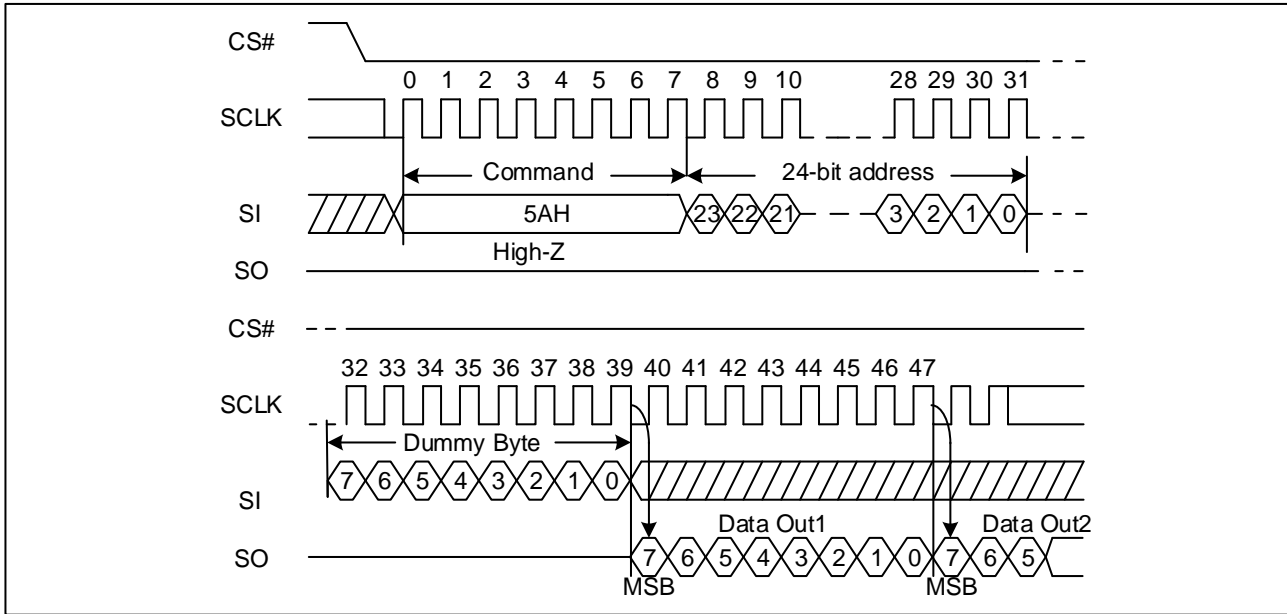 CS#
0 1 2 3 4 5 6 7 8 9 10 28 29 30 31
SCLK
Command 24-bit address
SI 5AH 23 22 21 3 2 1 0
High-Z
SO
CS#
32 33 34 35 36 37 38 39 40 41 42 43 44 45 46 47
SCLK
Dummy Byte
7 6 5 4 3 2 1 0
SI
Data Out1 Data Out2
SO 7 6 5 4 3 2 1 0 7 6 5
MSB MSB